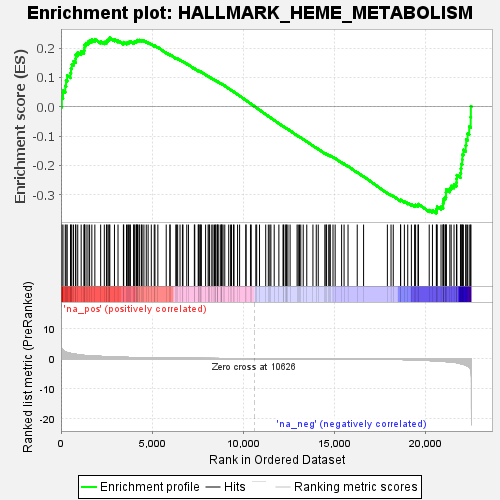 Enrichment plot: HALLMARK_HEME_METABOLISM
Enrichment score (ES)
0.2
0.1
0.0
-0.1
-0.2
-0.3
'na_pos' (positively correlated)
Ranked list metric (PreRanked)
10
0
-10
-20
Zero cross at 10626
'na_neg' (negatively correlated)
0
5,000
10,000
15,000
20,000
Rank in Ordered Dataset
Enrichment profile
Hits
Ranking metric scores